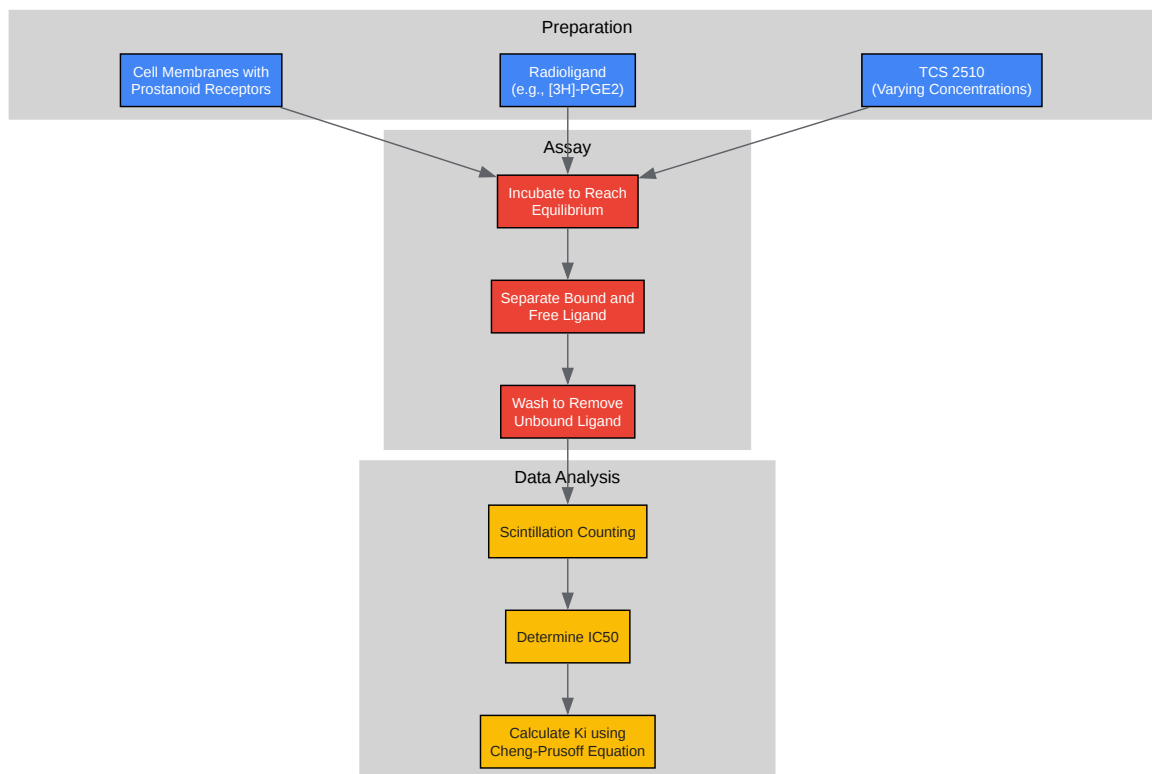 Preparation
Cell Membranes with
Prostanoid Receptors
Radioligand
(e.g., [3H]-PGE2)
TCS 2510
(Varying Concentrations)
Assay
Incubate to Reach
Equilibrium
Separate Bound and
Free Ligand
Wash to Remove
Unbound Ligand
Data Analysis
Scintillation Counting
Determine IC50
Calculate Ki using
Cheng-Prusoff Equation